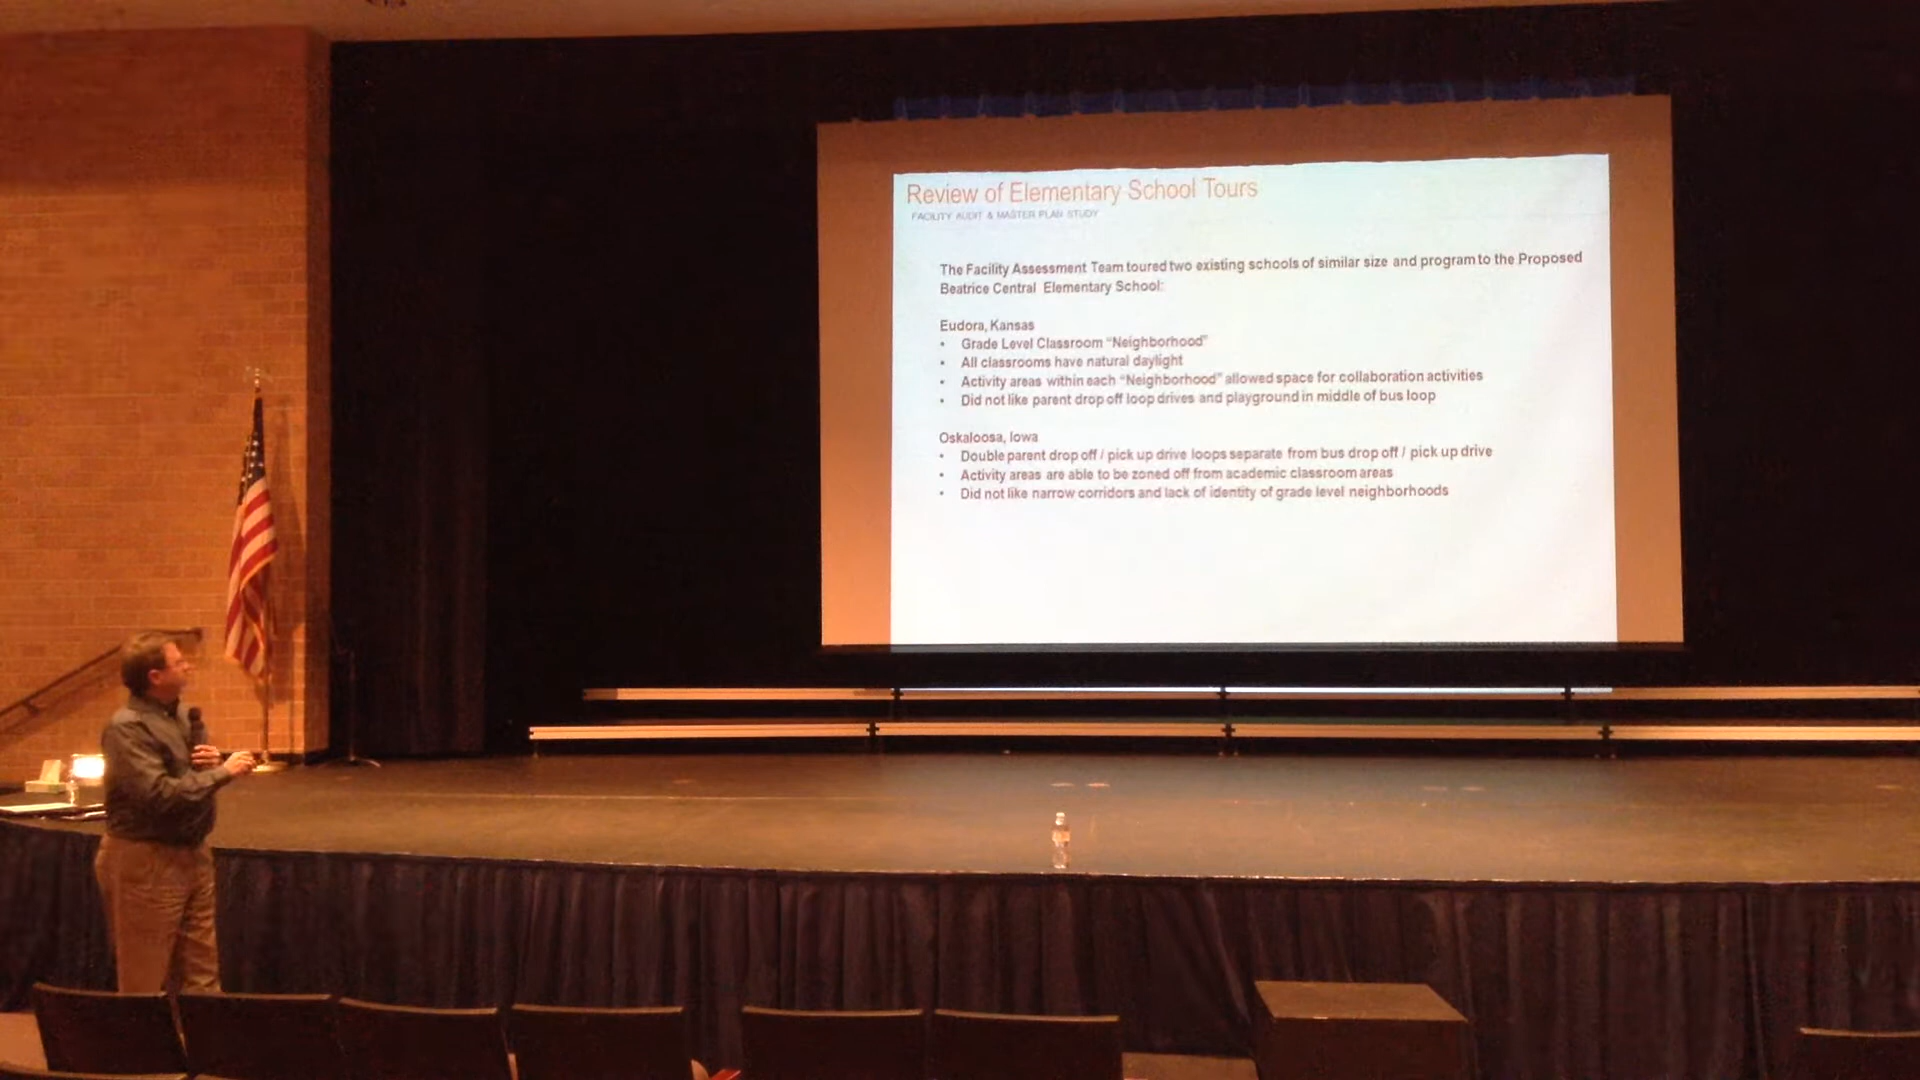 Review of Elementary School Tours
FACILITY AUDIT & MASTER PLAN STUDY
The Facility Assessment Team toured two existing schools of similar size and program to the Proposed
Beatrice Central Elementary School:
Eudora, Kansas
• Grade Level Classroom “Neighborhood”
• All classrooms have natural daylight
• Activity areas within each “Neighborhood” allowed space for collaboration activities
• Did not like parent drop off loop drives and playground in middle of bus loop
Oskaloosa, Iowa
• Double parent drop off / pick up drive loops separate from bus drop off / pick up drive
• Activity areas are able to be zoned off from academic classroom areas
• Did not like narrow corridors and lack of identity of grade level neighborhoods